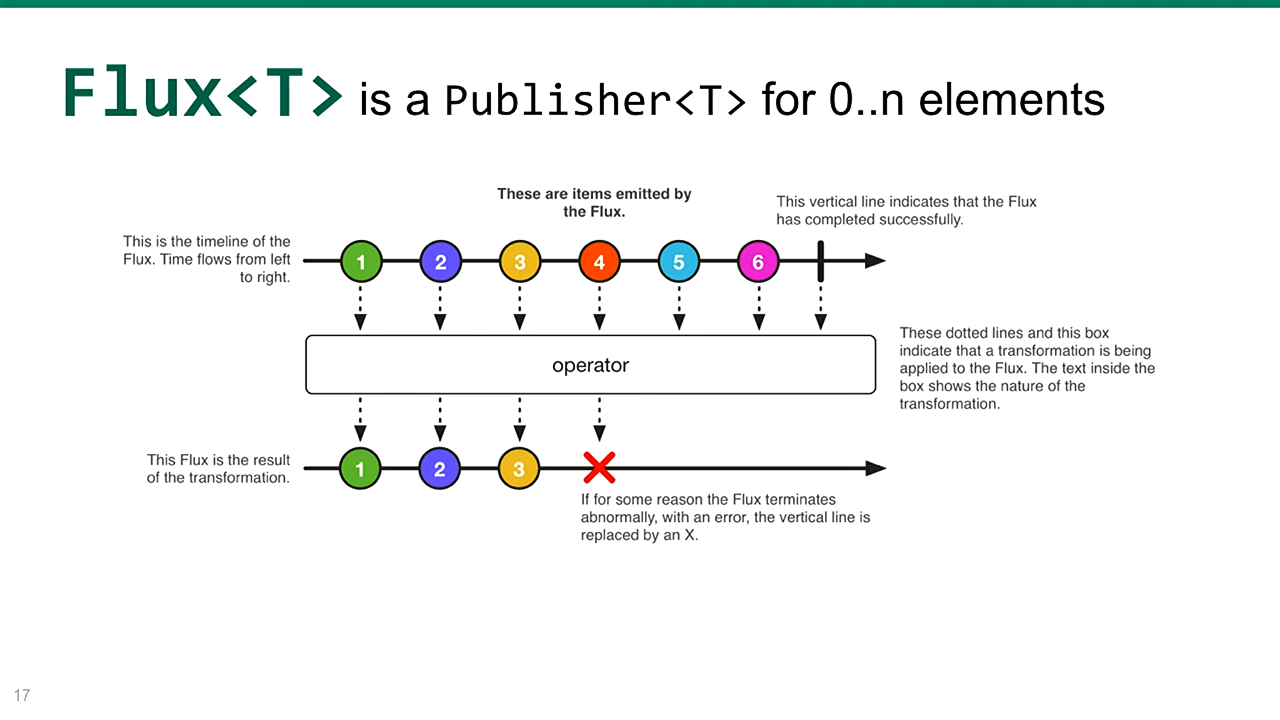 Flux<T> is a Publisher<T> for 0..n elements
These are items emitted by
the Flux.
This vertical line indicates that the Flux
has completed successfully.
This is the timeline of the
Flux. Time flows from left
to right.
1 2 3 4 5 6
These dotted lines and this box
indicate that a transformation is being
applied to the Flux. The text inside the
box shows the nature of the
transformation.
operator
This Flux is the result
of the transformation.
1 2 3
If for some reason the Flux terminates
abnormally, with an error, the vertical line is
replaced by an X.
17